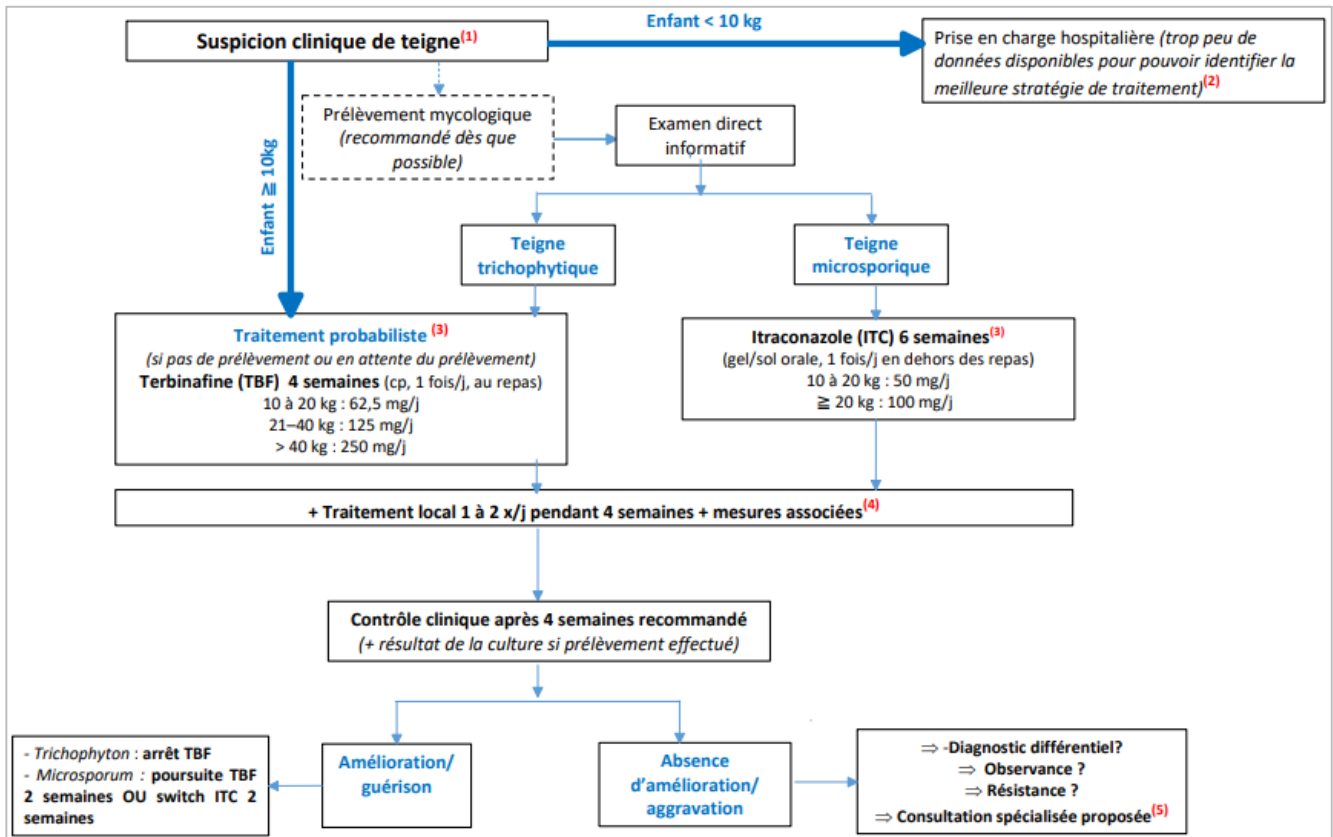 Enfant < 10 kg
Suspicion clinique de teigne(1)
Prise en charge hospitalière (trop peu de
données disponibles pour pouvoir identifier la
meilleure stratégie de traitement)(2)
Prélèvement mycologique
(recommandé dès que
possible)
Examen direct
informatif
Enfant ≧ 10kg
Teigne
trichophytique
Teigne
microsporique
Traitement probabiliste (3)
(si pas de prélèvement ou en attente du prélèvement)
Terbinafine (TBF) 4 semaines (cp, 1 fois/j, au repas)
10 à 20 kg : 62,5 mg/j
21–40 kg : 125 mg/j
> 40 kg : 250 mg/j
Itraconazole (ITC) 6 semaines(3)
(gel/sol orale, 1 fois/j en dehors des repas)
10 à 20 kg : 50 mg/j
≧ 20 kg : 100 mg/j
+ Traitement local 1 à 2 x/j pendant 4 semaines + mesures associées(4)
Contrôle clinique après 4 semaines recommandé
(+ résultat de la culture si prélèvement effectué)
- Trichophyton : arrêt TBF
- Microsporum : poursuite TBF
2 semaines OU switch ITC 2
semaines
Amélioration/
guérison
Absence
d'amélioration/
aggravation
⇒ -Diagnostic différentiel?
⇒ Observance ?
⇒ Résistance ?
⇒ Consultation spécialisée proposée(5)